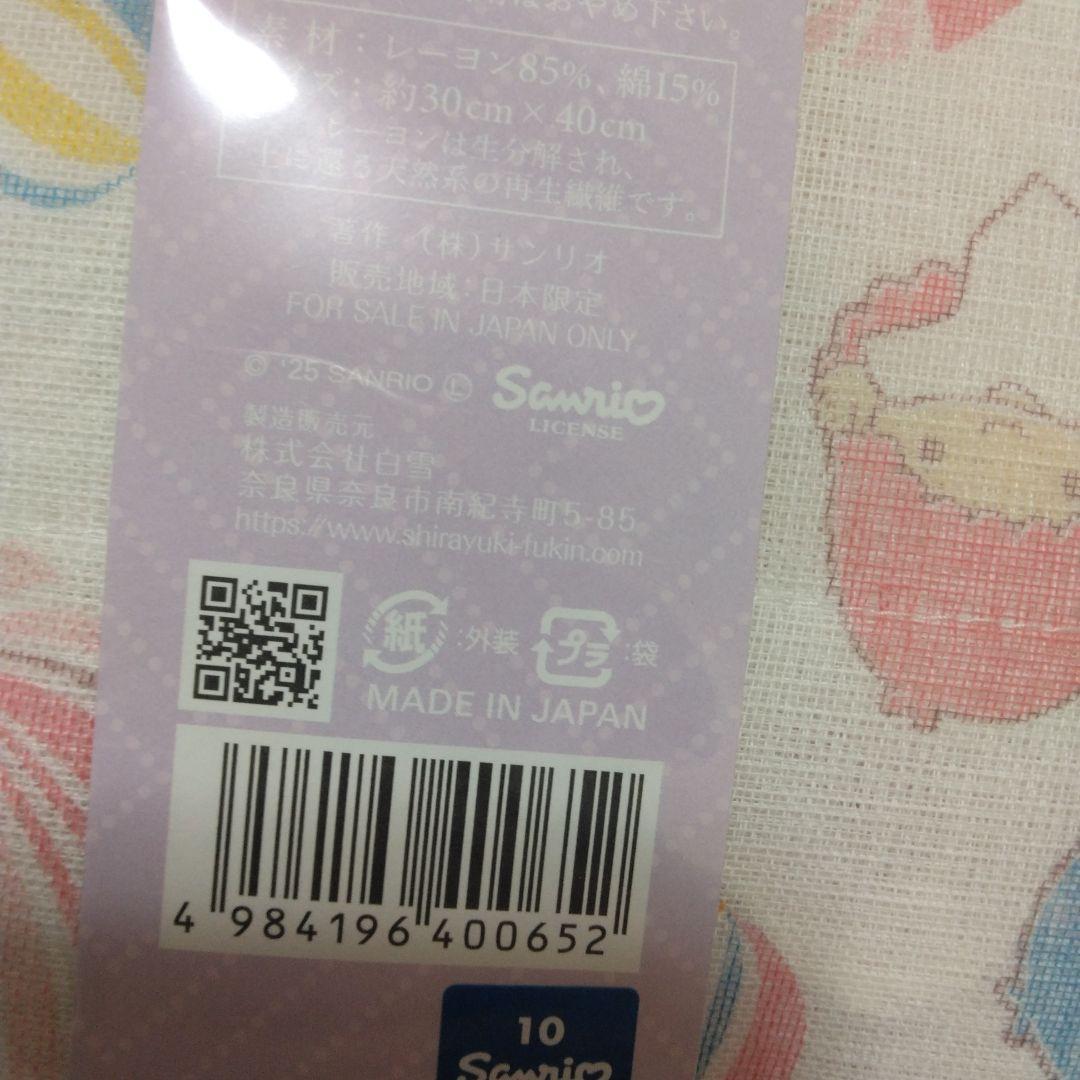 はおやめ下さい。
素材：レーヨン85%、綿15%
ズ：約30cm×40cm
レーヨンは生分解され、
土に還る天然系の再生繊維です。
著作 (株)サンリオ
販売地域：日本限定
FOR SALE IN JAPAN ONLY
© '25 SANRIO Ⓛ Sanrio
LICENSE
製造販売元
株式会社白雪
奈良県奈良市南紀寺町5-85
https://www.shirayuki-fukin.com
紙：外装 プラ：袋
MADE IN JAPAN
4 984196 400652
10
Sanrio